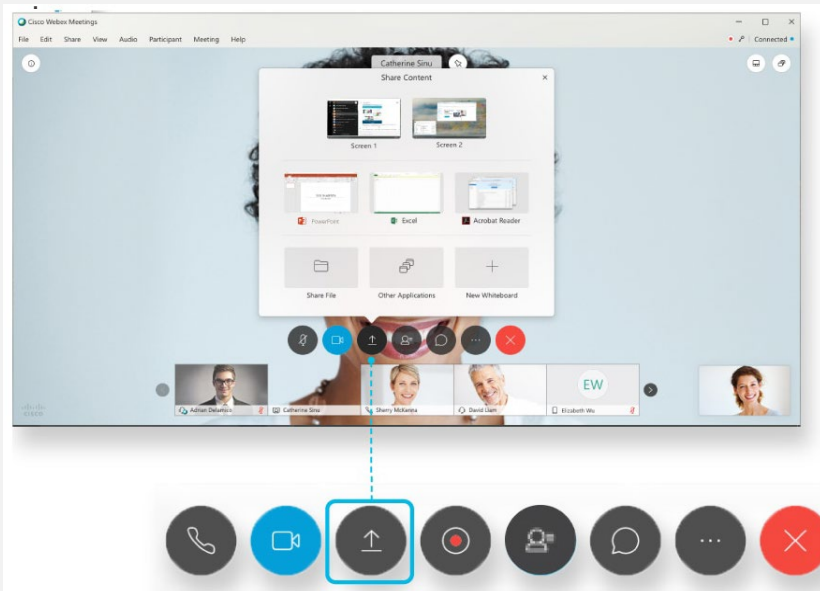 Cisco Webex Meetings
File Edit Share View Audio Participant Meeting Help
Connected
Catherine Sinu
Share Content
Screen 1 Screen 2
PowerPoint Excel Acrobat Reader
Share File Other Applications New Whiteboard
EW
Adrian Delamico Catherine Sinu Sherry McKenna David Liam Elizabeth Wu
CISCO